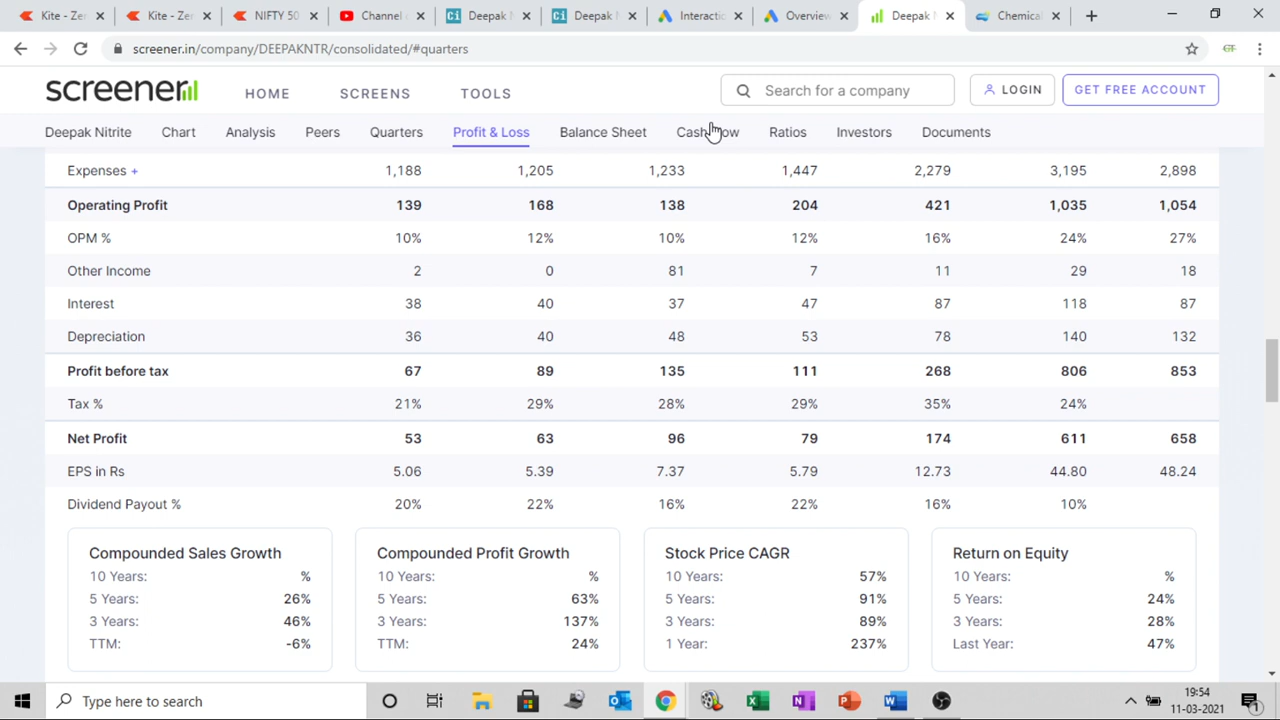 Kite - Zer
Kite - Zer
NIFTY 50
Channel
Deepak N
Deepak N
Interactio
Overview
Deepak N
Chemical
screener.in/company/DEEPAKNTR/consolidated/#quarters
screener
HOME SCREENS TOOLS
Search for a company
LOGIN
GET FREE ACCOUNT
Deepak Nitrite Chart Analysis Peers Quarters Profit & Loss Balance Sheet Ratios Investors Documents
Expenses + 1,188 1,205 1,233 1,447 2,279 3,195 2,898
Operating Profit 139 168 138 204 421 1,035 1,054
OPM % 10% 12% 10% 12% 16% 24% 27%
Other Income 2 0 81 7 11 29 18
Interest 38 40 37 47 87 118 87
Depreciation 36 40 48 53 78 140 132
Profit before tax 67 89 135 111 268 806 853
Tax % 21% 29% 28% 29% 35% 24%
Net Profit 53 63 96 79 174 611 658
EPS in Rs 5.06 5.39 7.37 5.79 12.73 44.80 48.24
Dividend Payout % 20% 22% 16% 22% 16% 10%
Compounded Sales Growth
10 Years: %
5 Years: 26%
3 Years: 46%
TTM: -6%
Compounded Profit Growth
10 Years: %
5 Years: 63%
3 Years: 137%
TTM: 24%
Stock Price CAGR
10 Years: 57%
5 Years: 91%
3 Years: 89%
1 Year: 237%
Return on Equity
10 Years: %
5 Years: 24%
3 Years: 28%
Last Year: 47%
Type here to search
19:54
11-03-2021